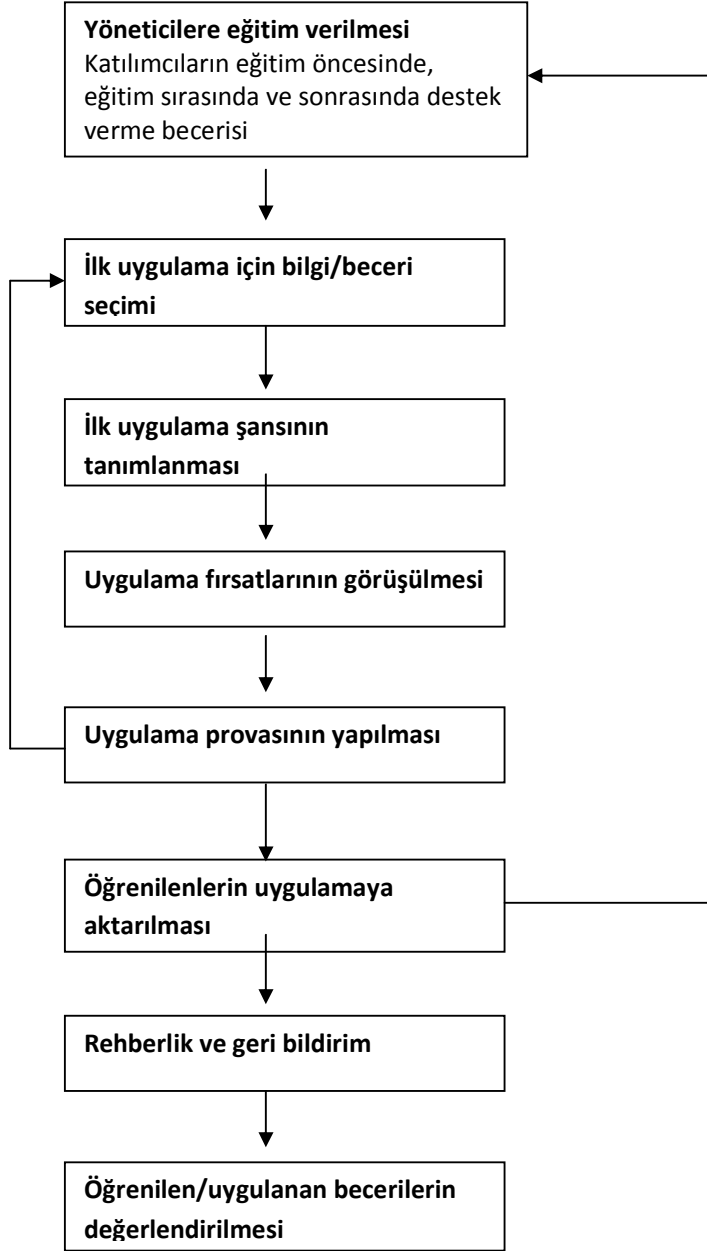 Yöneticilere eğitim verilmesi
Katılımcıların eğitim öncesinde,
eğitim sırasında ve sonrasında destek
verme becerisi
İlk uygulama için bilgi/beceri
seçimi
İlk uygulama şansının
tanımlanması
Uygulama fırsatlarının görüşülmesi
Uygulama provasının yapılması
Öğrenilenlerin uygulamaya
aktarılması
Rehberlik ve geri bildirim
Öğrenilen/uygulanan becerilerin
değerlendirilmesi